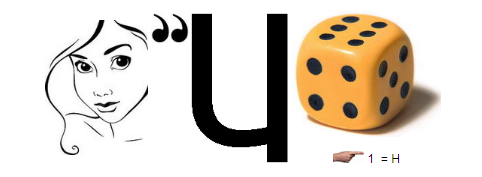 ”ч
1 = Н